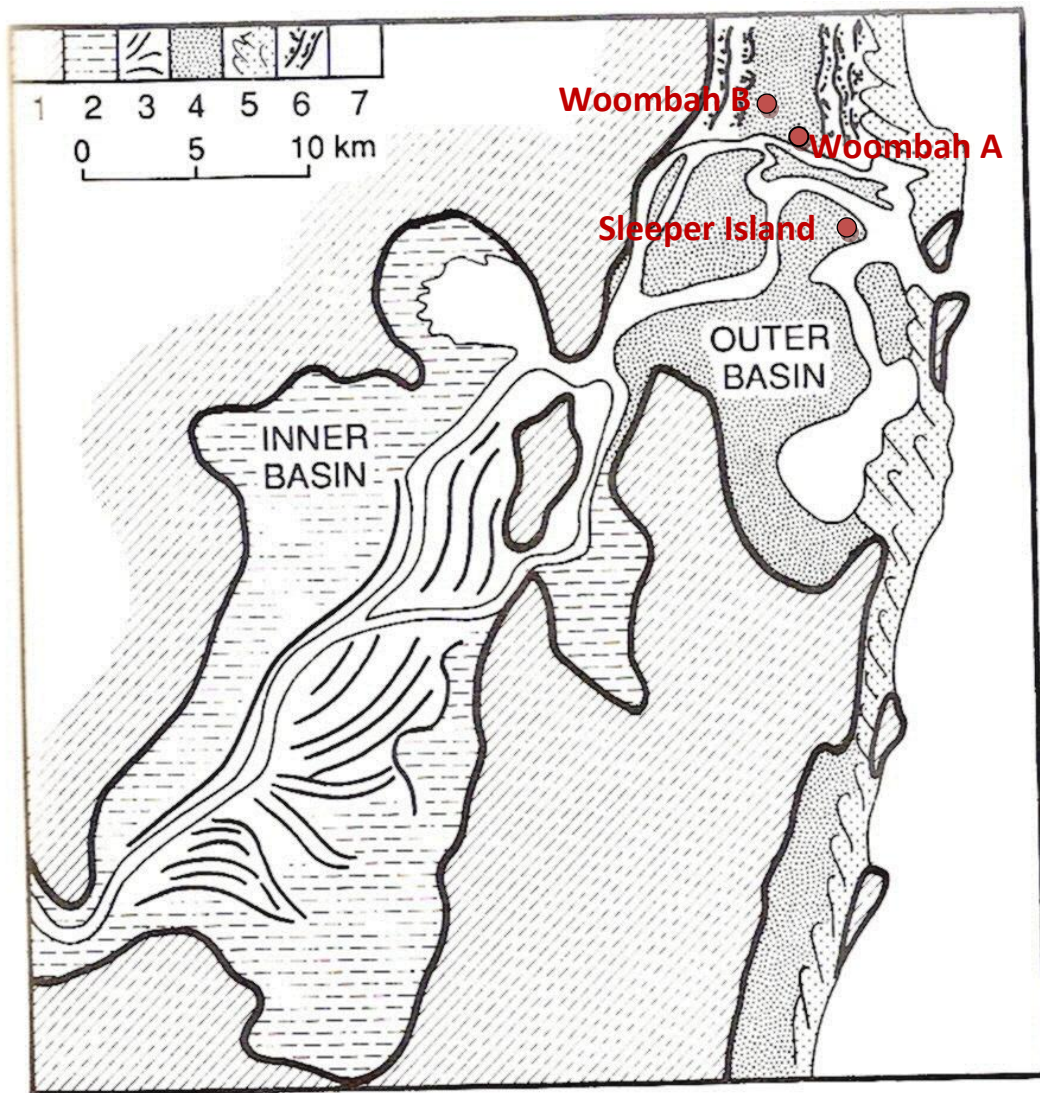 1 2 3 4 5 6 7
0 5 10 km
Woombah B
Woombah A
Sleeper Island
OUTER
BASIN
INNER
BASIN